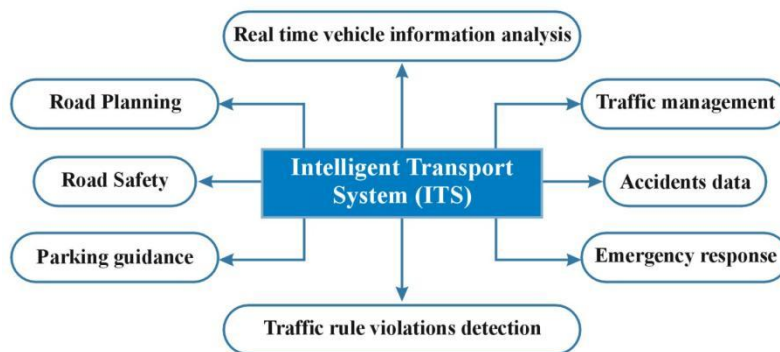 Real time vehicle information analysis
Road Planning
Traffic management
Intelligent Transport
System (ITS)
Road Safety
Accidents data
Parking guidance
Emergency response
Traffic rule violations detection